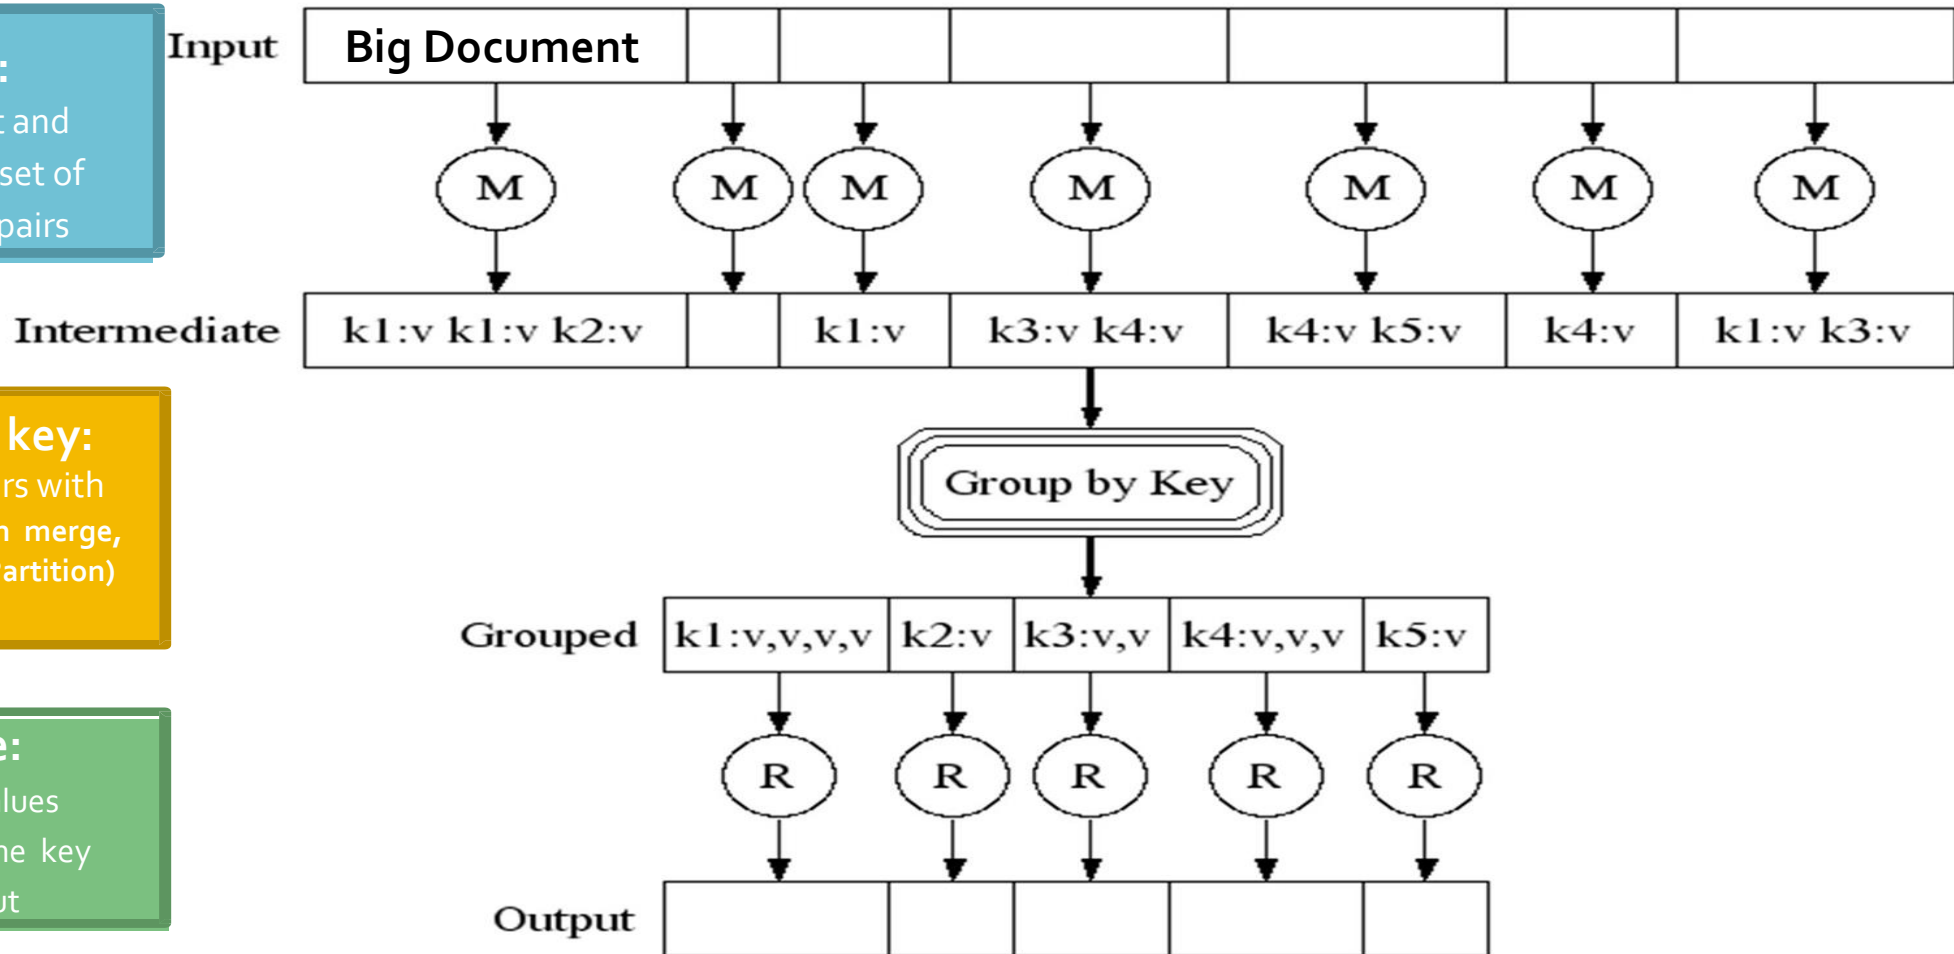 :
t and
set of
pairs
key:
rs with
n merge,
artition)
e:
lues
ne key
ut
Input Big Document
M M M M M M M
Intermediate k1:v k1:v k2:v k1:v k3:v k4:v k4:v k5:v k4:v k1:v k3:v
Group by Key
Grouped k1:v,v,v,v k2:v k3:v,v k4:v,v,v k5:v
R R R R R
Output